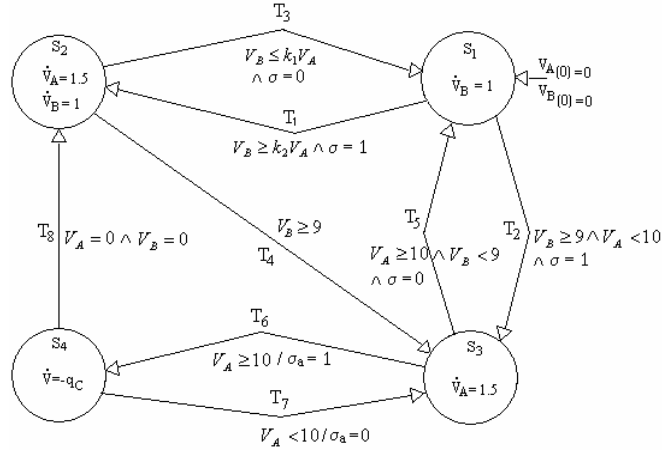 T3
S2
V̇A = 1.5
V̇B = 1
VB ≤ k1VA
∧ σ = 0
S1
V̇B = 1
VA(0)=0
VB(0)=0
T1
VB ≥ k2VA ∧ σ = 1
T8
VA = 0 ∧ VB = 0
VB ≥ 9
T4
T5
VA ≥ 10 ∧ VB < 9
∧ σ = 0
T2
VB ≥ 9 ∧ VA < 10
∧ σ = 1
T6
VA ≥ 10 / σa = 1
S4
V̇ = -qC
S3
V̇A = 1.5
T7
VA < 10 / σa = 0